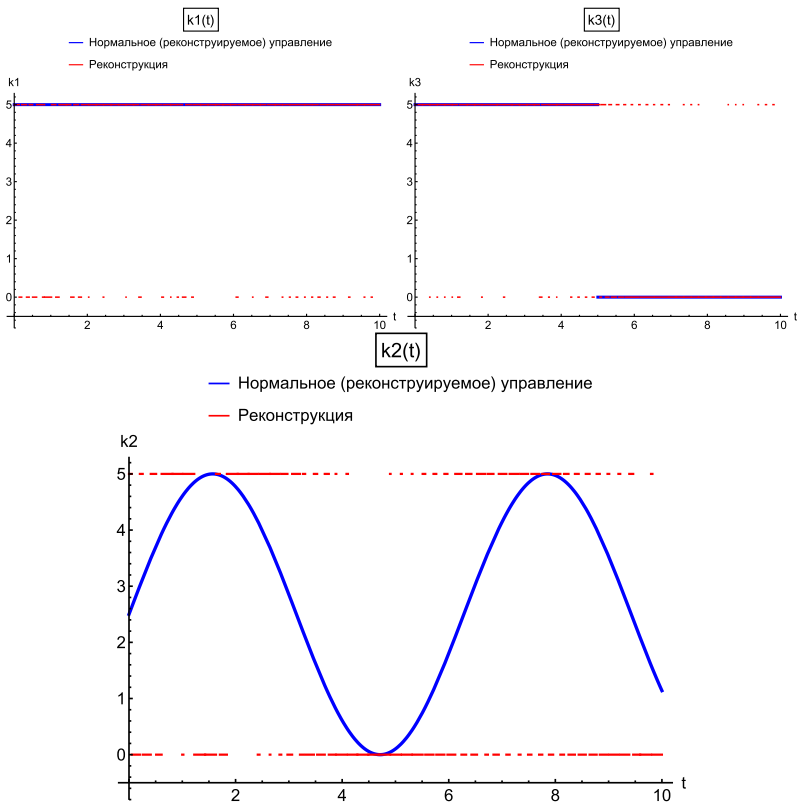 k1(t)
Нормальное (реконструируемое) управление
Реконструкция
k1
5
4
3
2
1
0
2
4
6
8
10
t
k3(t)
Нормальное (реконструируемое) управление
Реконструкция
k3
5
4
3
2
1
0
2
4
6
8
10
t
k2(t)
Нормальное (реконструируемое) управление
Реконструкция
k2
5
4
3
2
1
0
2
4
6
8
10
t